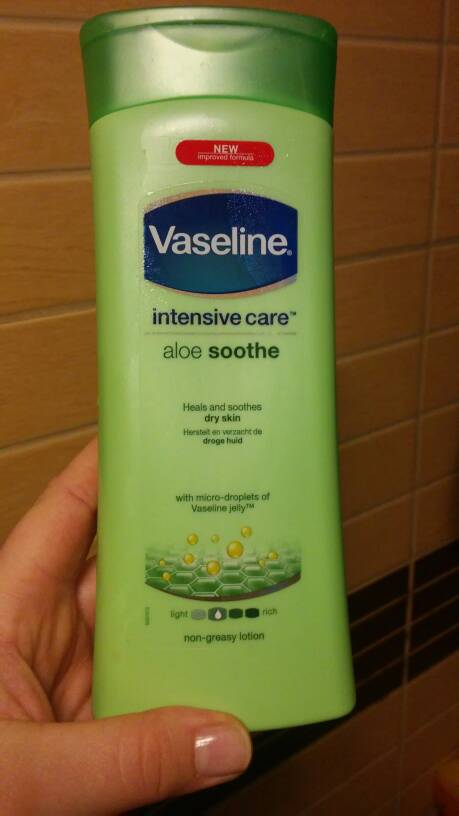 NEW
improved formula
Vaseline®
intensive care™
aloe soothe
Heals and soothes
dry skin
Herstelt en verzacht de
droge huid
with micro-droplets of
Vaseline jelly™
light rich
non-greasy lotion